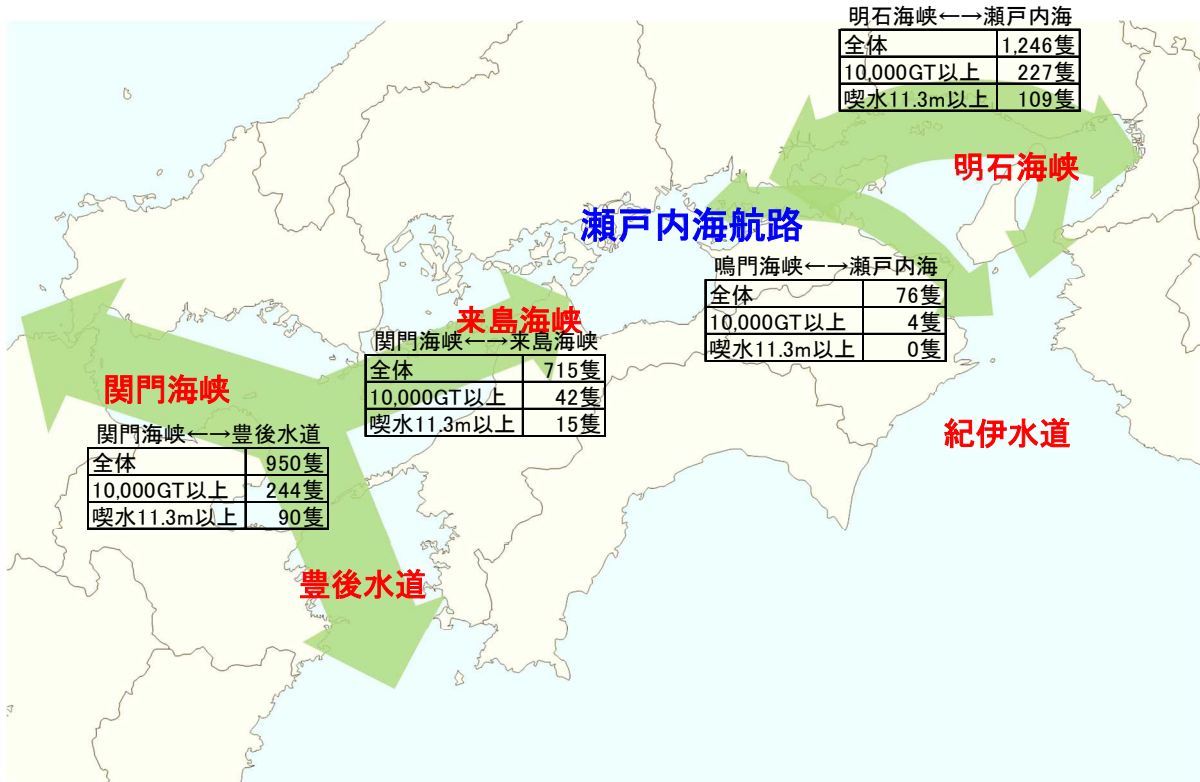 明石海峡←→瀬戸内海
全体 1,246隻
10,000GT以上 227隻
喫水11.3m以上 109隻
明石海峡
瀬戸内海航路
鳴門海峡←→瀬戸内海
全体 76隻
10,000GT以上 4隻
喫水11.3m以上 0隻
来島海峡
関門海峡←→来島海峡
全体 715隻
10,000GT以上 42隻
喫水11.3m以上 15隻
関門海峡
関門海峡←→豊後水道
全体 950隻
10,000GT以上 244隻
喫水11.3m以上 90隻
紀伊水道
豊後水道